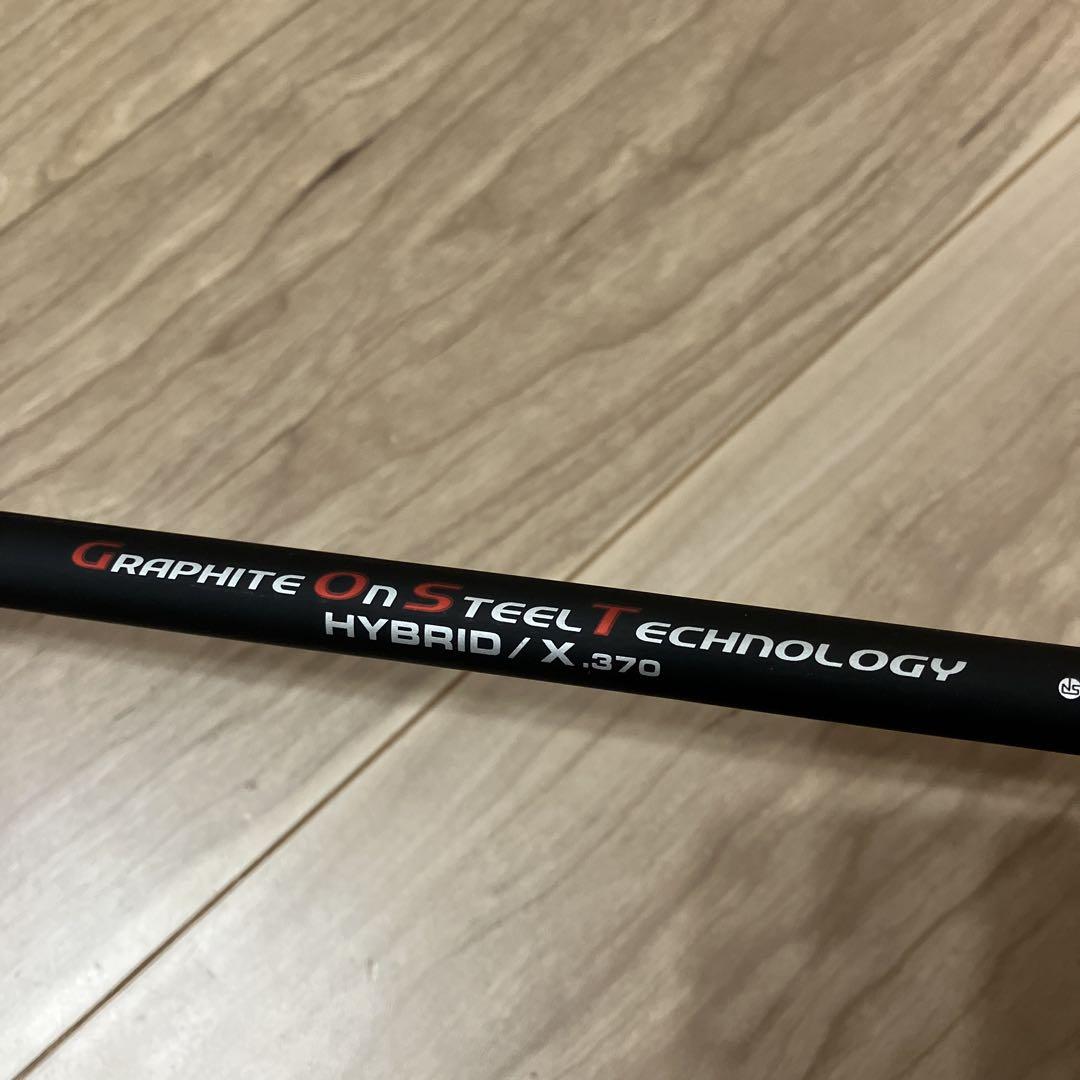 GRAPHITE On STEEL TECHNOLOGY
HYBRID / X .370